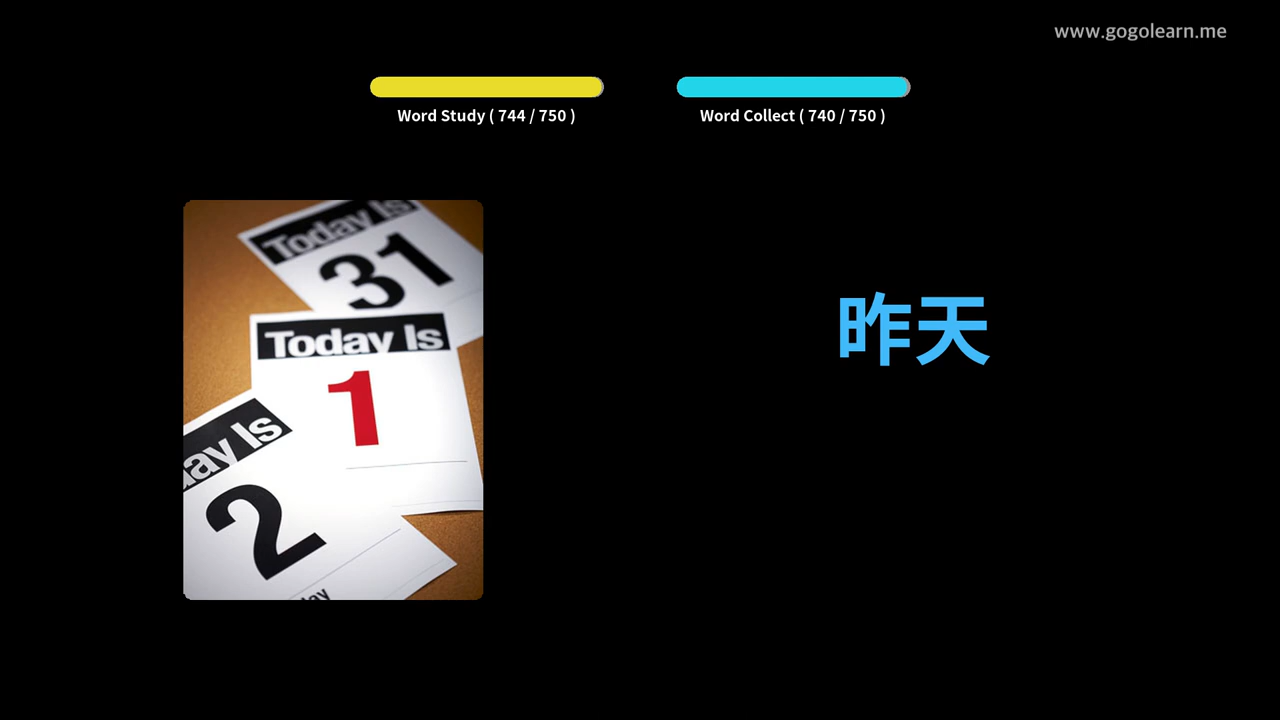 www.gogolearn.me
Word Study ( 744 / 750 )
Word Collect ( 740 / 750 )
Today Is
31
Today Is
1
ay Is
2
day
昨天